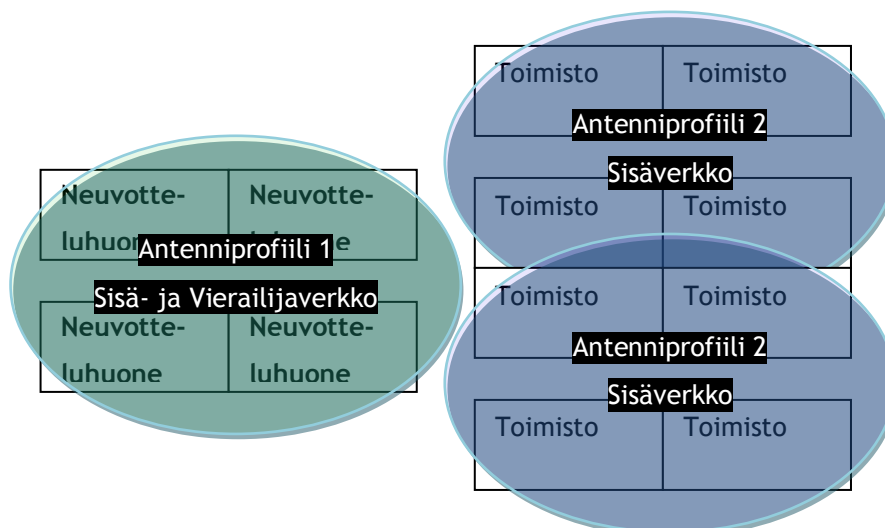 Neuvotte-
Neuvotte-
Antenniprofiili 1
Sisä- ja Vierailijaverkko
Neuvotte-
luhuone
Neuvotte-
luhuone
Toimisto
Toimisto
Antenniprofiili 2
Sisäverkko
Toimisto
Toimisto
Toimisto
Toimisto
Antenniprofiili 2
Sisäverkko
Toimisto
Toimisto